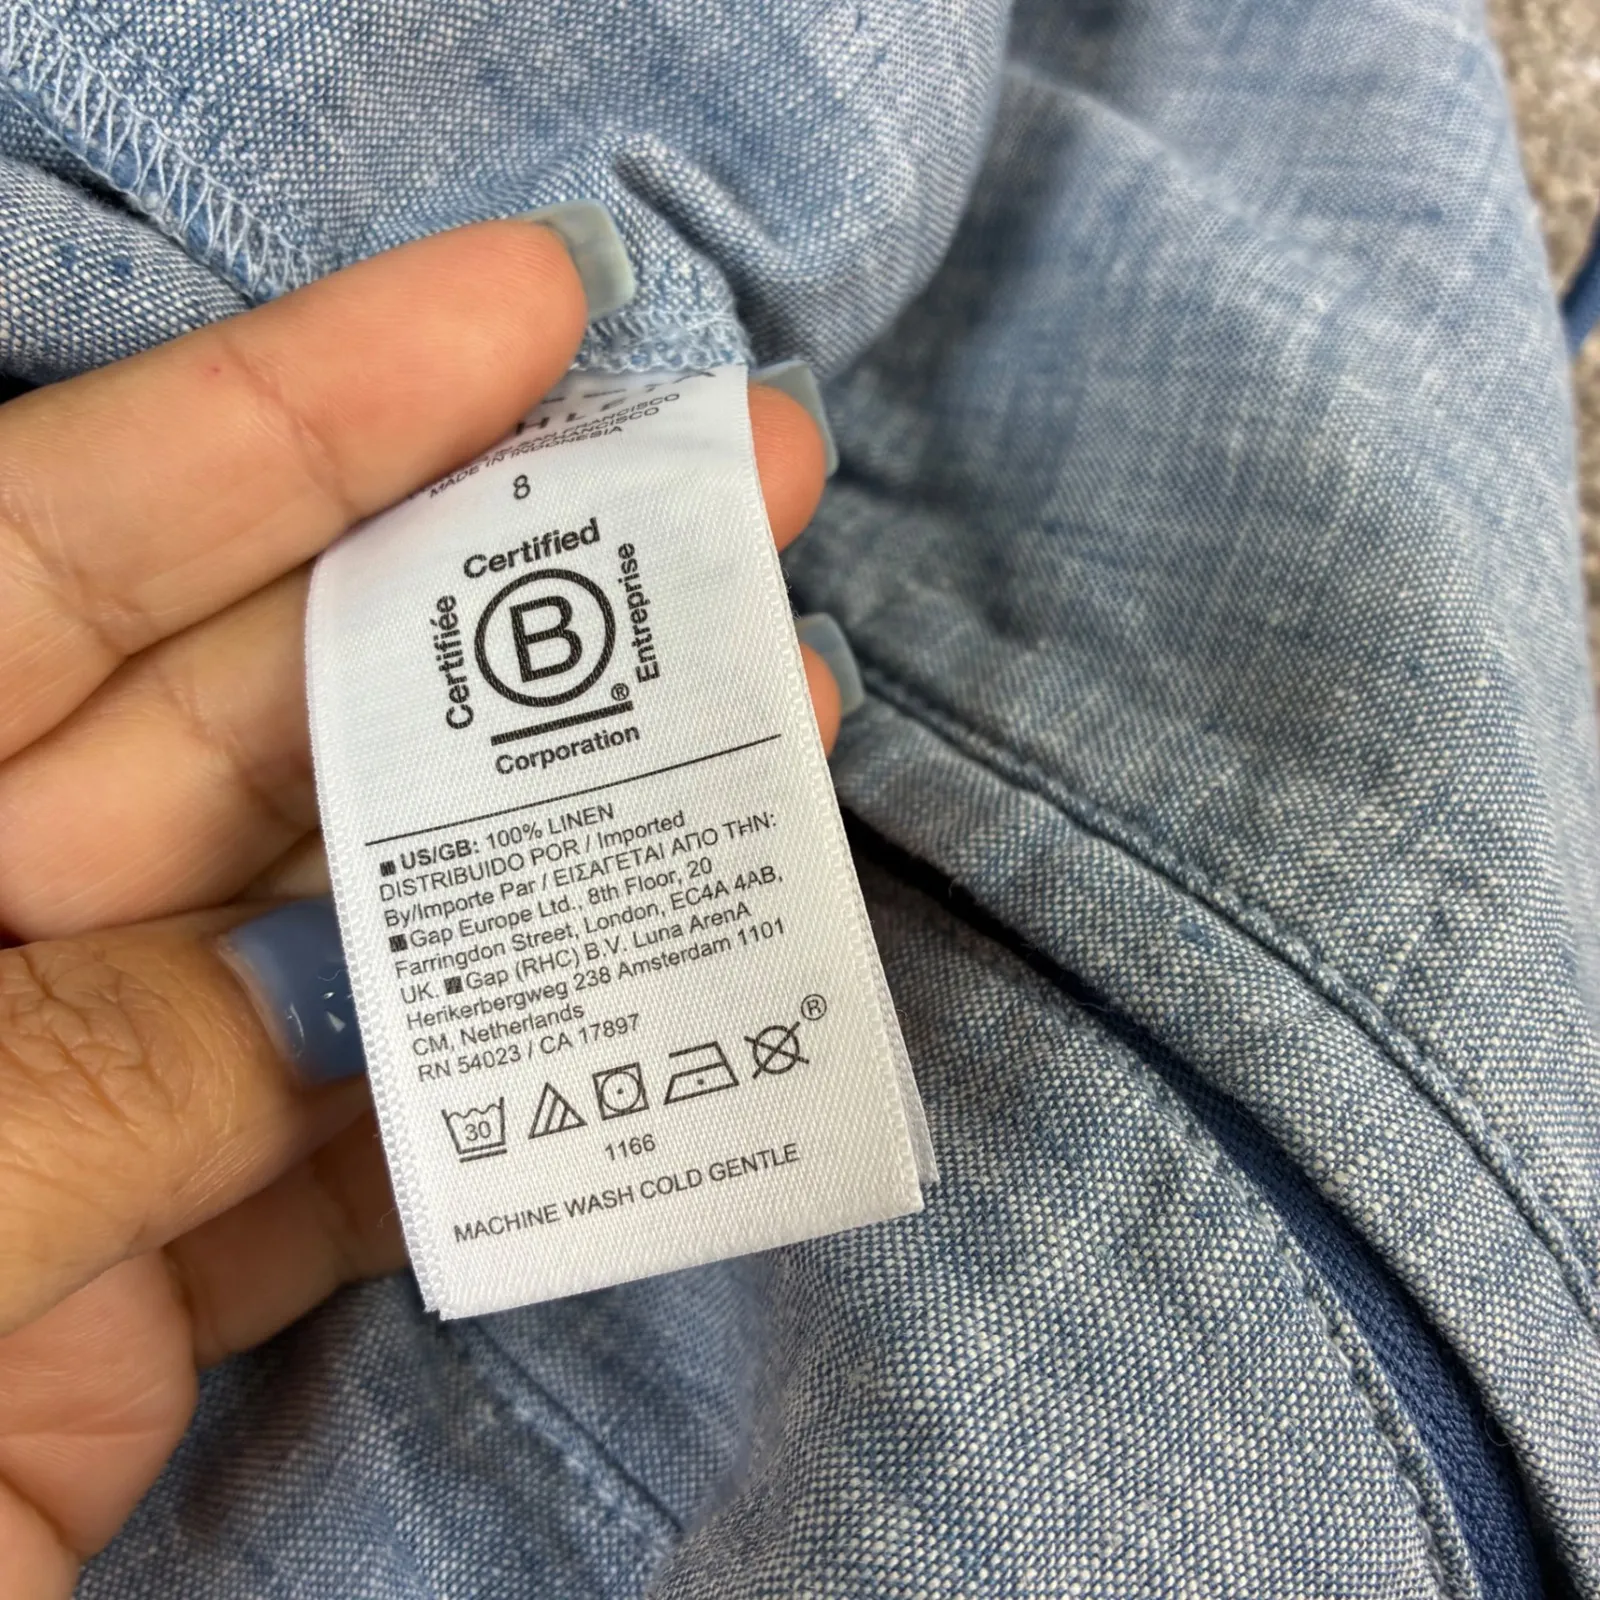 SAN FRANCISCO
MADE IN INDONESIA
8
Certified
Certifiée
B
Entreprise
®
Corporation
US/GB: 100% LINEN
DISTRIBUIDO POR / Imported
By/Importe Par / ΕΙΣΑΓΕΤΑΙ ΑΠΟ ΤΗΝ:
Gap Europe Ltd., 8th Floor, 20
Farringdon Street, London, EC4A 4AB,
UK. Gap (RHC) B.V. Luna ArenA
Herikerbergweg 238 Amsterdam 1101
CM, Netherlands
RN 54023 / CA 17897
30
®
1166
MACHINE WASH COLD GENTLE